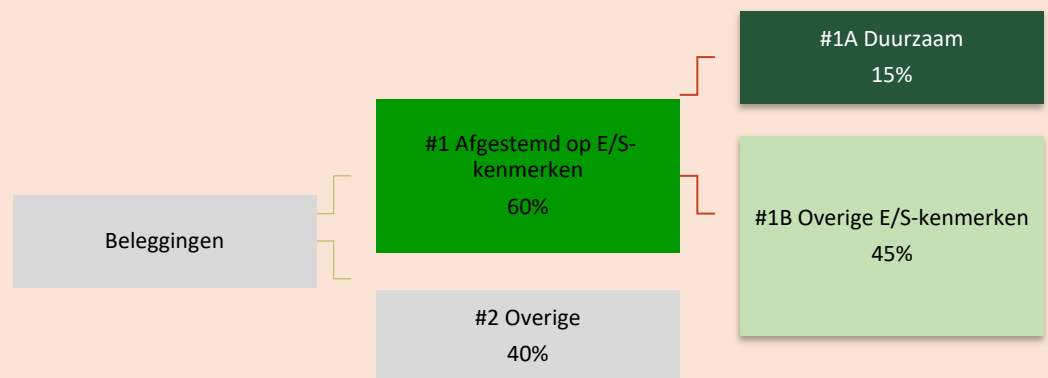 Beleggingen
#1 Afgestemd op E/S-
kenmerken
60%
#2 Overige
40%
#1A Duurzaam
15%
#1B Overige E/S-kenmerken
45%